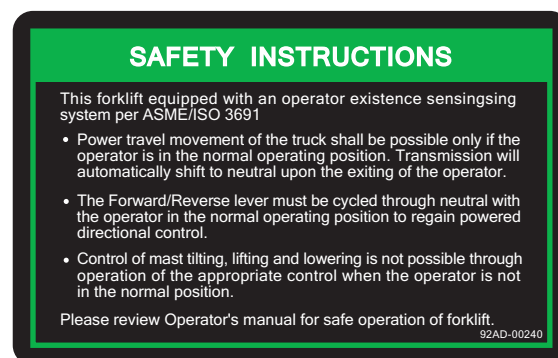 SAFETY INSTRUCTIONS
This forklift equipped with an operator existence sensingsing
system per ASME/ISO 3691
• Power travel movement of the truck shall be possible only if the
operator is in the normal operating position. Transmission will
automatically shift to neutral upon the exiting of the operator.
• The Forward/Reverse lever must be cycled through neutral with
the operator in the normal operating position to regain powered
directional control.
• Control of mast tilting, lifting and lowering is not possible through
operation of the appropriate control when the operator is not
in the normal position.
Please review Operator's manual for safe operation of forklift.
92AD-00240